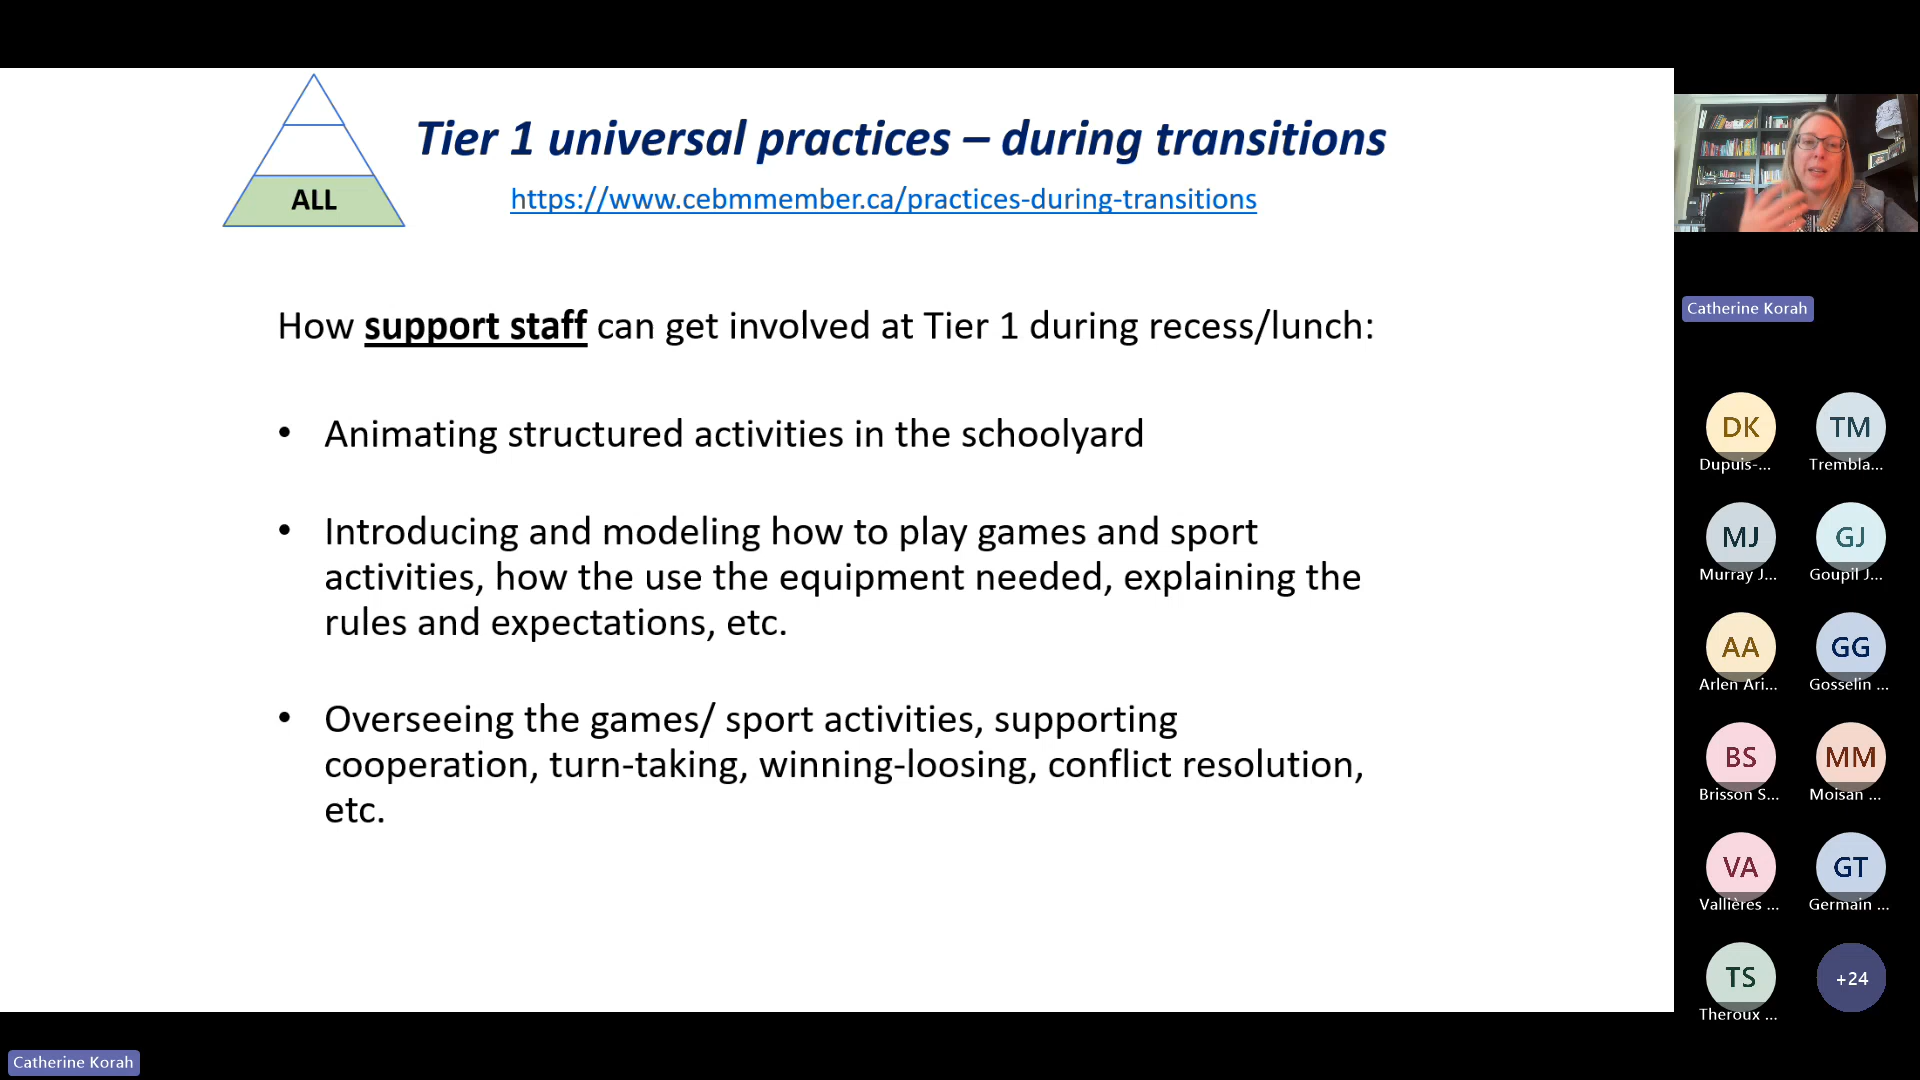 ALL
Tier 1 universal practices – during transitions
https://www.cebmmember.ca/practices-during-transitions
How support staff can get involved at Tier 1 during recess/lunch:
• Animating structured activities in the schoolyard
• Introducing and modeling how to play games and sport
activities, how the use the equipment needed, explaining the
rules and expectations, etc.
• Overseeing the games/ sport activities, supporting
cooperation, turn-taking, winning-loosing, conflict resolution,
etc.
Catherine Korah
DK
Dupuis-...
TM
Trembla...
MJ
Murray J...
GJ
Goupil J...
AA
Arlen Ari...
GG
Gosselin ...
BS
Brisson S...
MM
Moisan ...
VA
Vallières ...
GT
Germain ...
TS
Theroux ...
+24
Catherine Korah